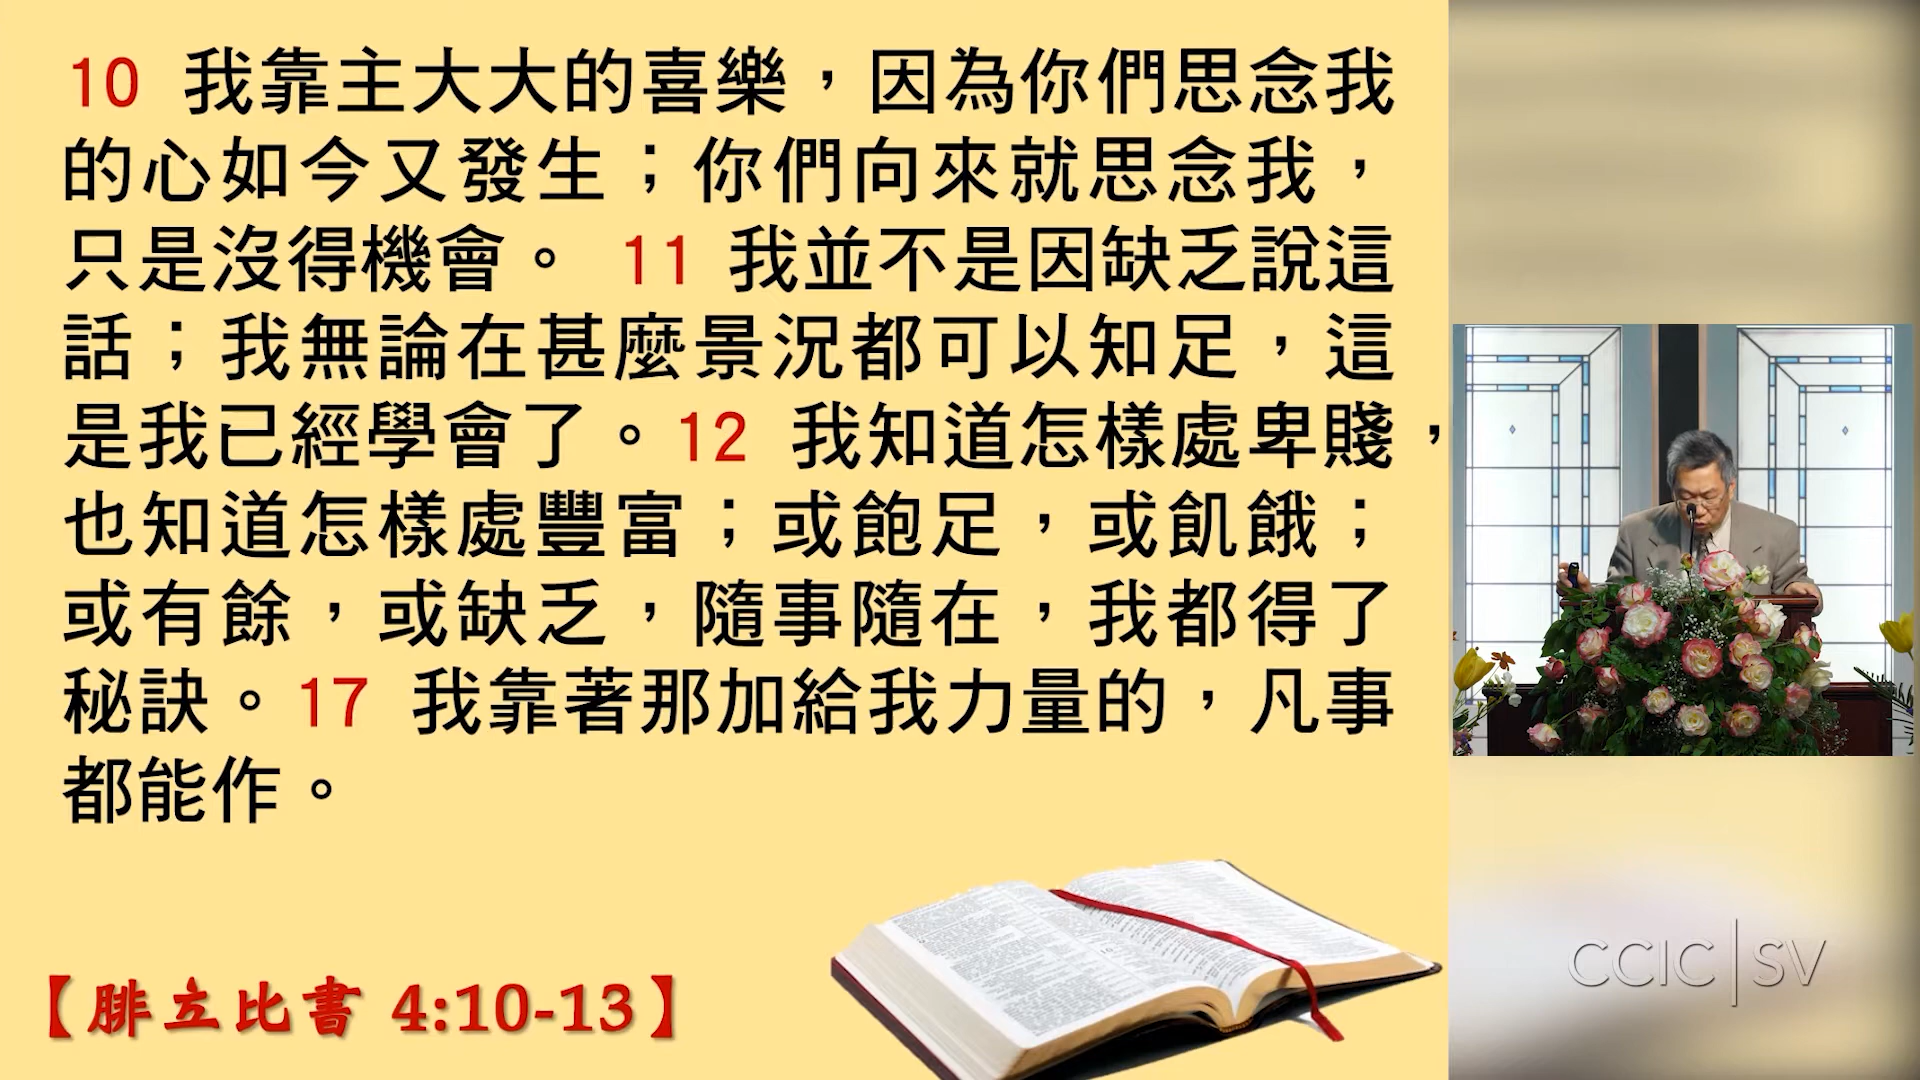 10 我靠主大大的喜樂，因為你們思念我
的心如今又發生；你們向來就思念我，
只是沒得機會。 11 我並不是因缺乏說這
話；我無論在甚麼景況都可以知足，這
是我已經學會了。12 我知道怎樣處卑賤，
也知道怎樣處豐富；或飽足，或飢餓；
或有餘，或缺乏，隨事隨在，我都得了
秘訣。17 我靠著那加給我力量的，凡事
都能作。
【腓立比書 4:10-13】
CCIC|SV